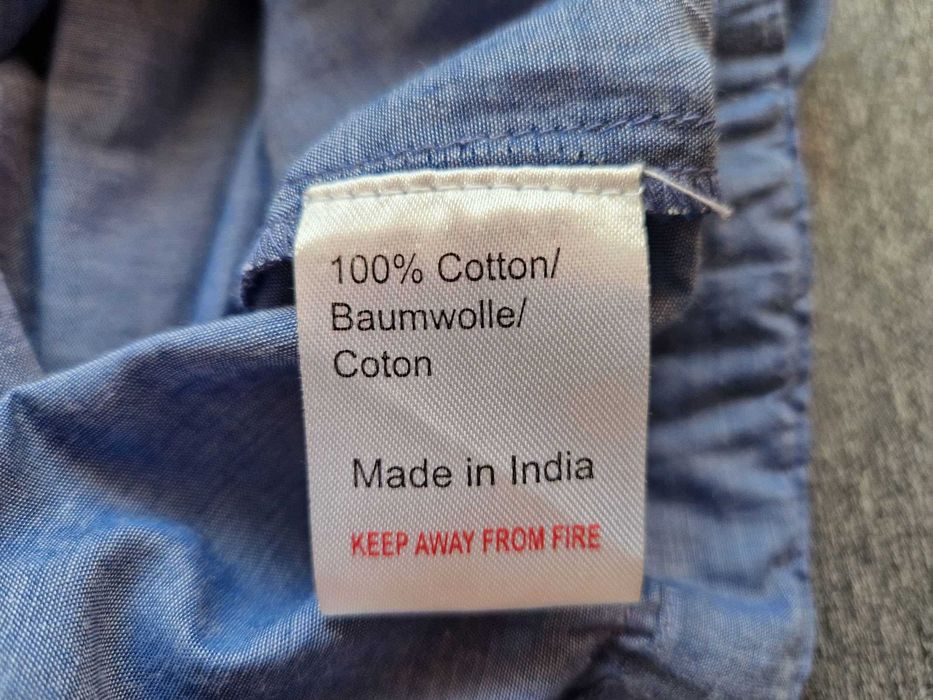 100% Cotton/
Baumwolle/
Coton
Made in India
KEEP AWAY FROM FIRE